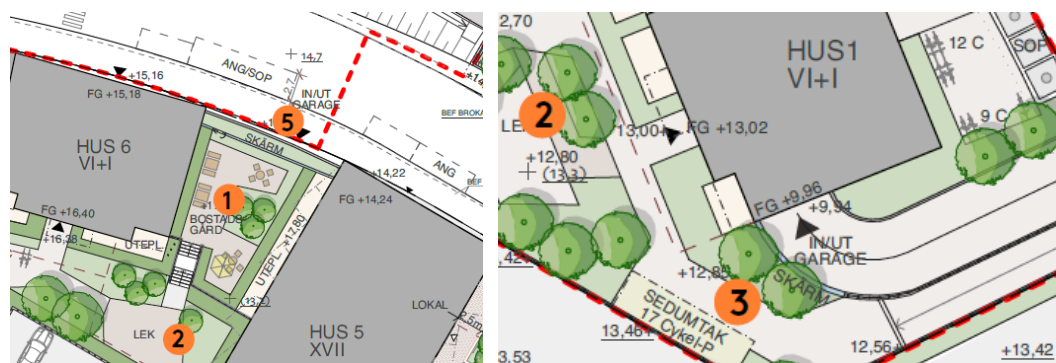 14,7
ANG/SOP
2,7
+15,16
IN/UT
GARAGE
FG +15,18
5
BEF BROKA
SKÄRM
HUS 6
VI+I
ANG
+14,22
1
FG +14,24
FG +16,40
BOSTADS
GÅRD
+16,38
UTEPL.
UTEPL. +17,80
LOKAL
2,5m
LEK
2
HUS 5
XVII
2,70
HUS1
VI+I
12 C
SOP
2
9 C
13,00+
FG +13,02
+12,80
(13,3)
FG +9,96
+9,94
IN/UT
GARAGE
+12,85
SKÄRM
3
SEDUMTAK
17 Cykel-P
13,46+
12,56+
3.53
+13,42